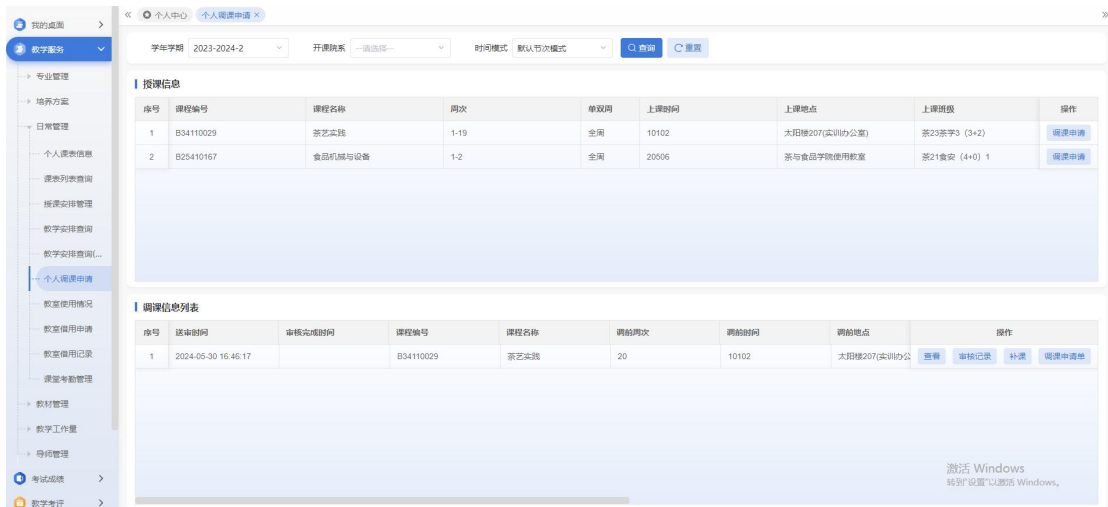 我的桌面
教学服务
专业管理
培养方案
日常管理
个人课表信息
课表列表查询
授课安排管理
教学安排查询
教学安排查询(...
个人调课申请
教室使用情况
教室借用申请
教室借用记录
课堂考勤管理
教材管理
教学工作量
导师管理
考试成绩
教学考评
个人中心 个人调课申请 ×
学年学期 2023-2024-2 开课院系 --请选择-- 时间模式 默认节次模式 查询 重置
授课信息
序号 课程编号 课程名称 周次 单双周 上课时间 上课地点 上课班级 操作
1 B34110029 茶艺实践 1-19 全周 10102 太阳楼207(实训办公室) 茶23茶学3（3+2） 调课申请
2 B25410167 食品机械与设备 1-2 全周 20506 茶与食品学院使用教室 茶21食安（4+0）1 调课申请
调课信息列表
序号 送审时间 审核完成时间 课程编号 课程名称 调前周次 调前时间 调前地点 操作
1 2024-05-30 16:46:17 B34110029 茶艺实践 20 10102 太阳楼207(实训办公 查看 审核记录 补课 调课申请单
激活 Windows
转到"设置"以激活 Windows。